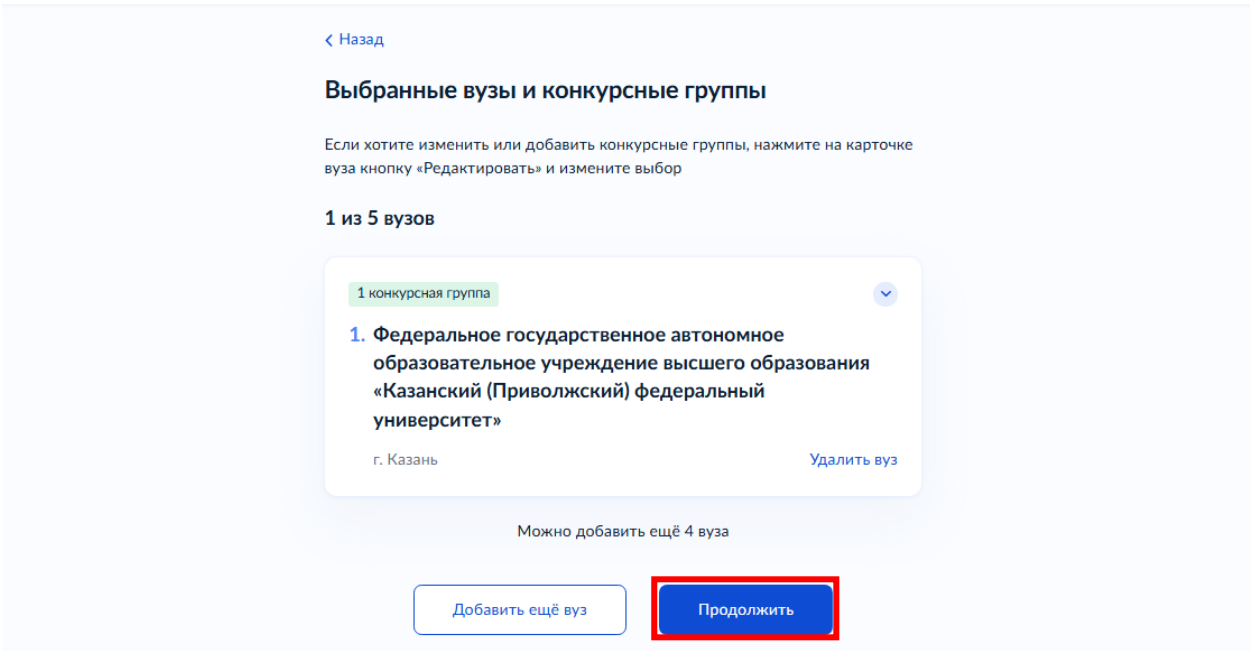 Назад
Выбранные вузы и конкурсные группы
Если хотите изменить или добавить конкурсные группы, нажмите на карточке
вуза кнопку «Редактировать» и измените выбор
1 из 5 вузов
1 конкурсная группа
1. Федеральное государственное автономное
образовательное учреждение высшего образования
«Казанский (Приволжский) федеральный
университет»
г. Казань
Удалить вуз
Можно добавить ещё 4 вуза
Добавить ещё вуз
Продолжить